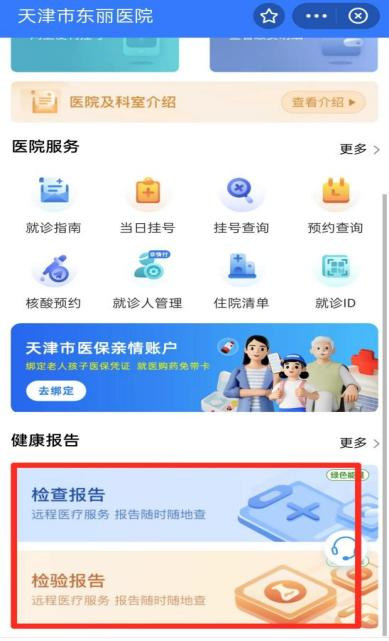 天津市东丽医院
医院及科室介绍
查看介绍
医院服务
更多
就诊指南
当日挂号
挂号查询
预约查询
亲情付
核酸预约
就诊人管理
住院清单
就诊ID
天津市医保亲情账户
绑定老人孩子医保凭证 就医购药免带卡
去绑定
健康报告
更多
检查报告
远程医疗服务 报告随时随地查
检验报告
远程医疗服务 报告随时随地查